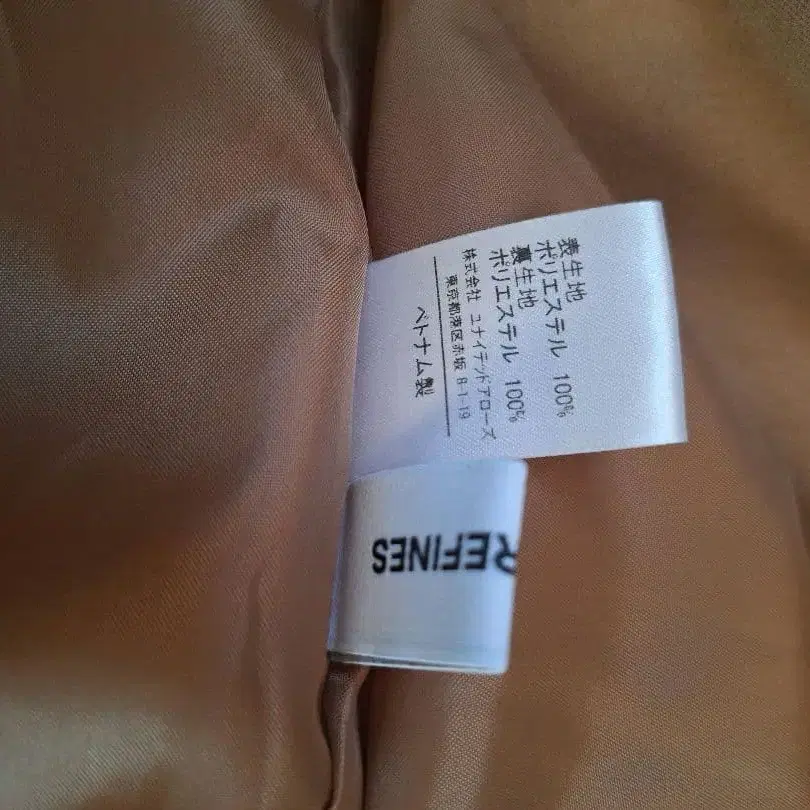 表生地
ポリエステル 100%
裏生地
ポリエステル 100%
株式会社 ユナイテッドアローズ
東京都港区赤坂 8-1-19
ベトナム製
REFINES